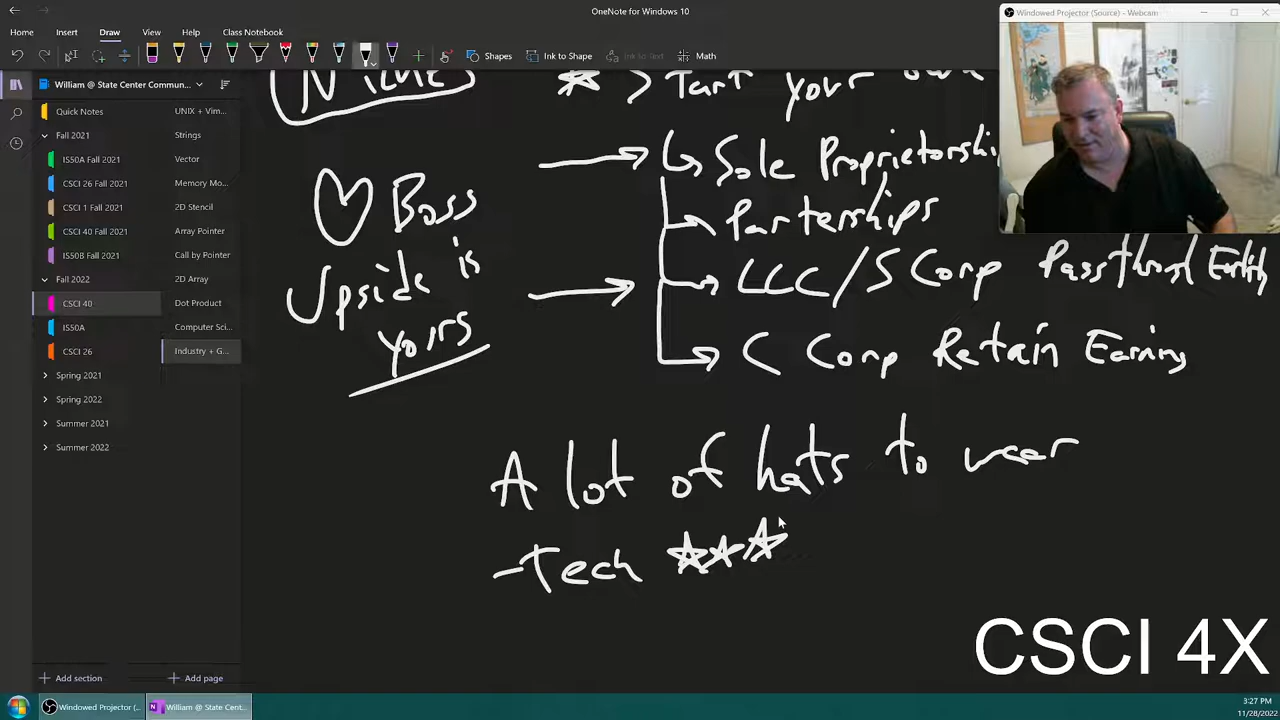 OneNote for Windows 10
Windowed Projector (Source) - Webcam
Home Insert Draw View Help Class Notebook
Shapes Ink to Shape Ink to Text Math
William @ State Center Commun...
Quick Notes
Fall 2021
IS50A Fall 2021
CSCI 26 Fall 2021
CSCI 1 Fall 2021
CSCI 40 Fall 2021
IS50B Fall 2021
Fall 2022
CSCI 40
IS50A
CSCI 26
Spring 2021
Spring 2022
Summer 2021
Summer 2022
Add section
UNIX + Vim...
Strings
Vector
Memory Mo...
2D Stencil
Array Pointer
Call by Pointer
2D Array
Dot Product
Computer Sci...
Industry + G...
Add page
Start your own
Sole Proprietorshi
Parterships
LLC/S Corp Passthrough Entity
C Corp Retain Earning
♡ Boss
Upside is
yours
A lot of hats to wear
-Tech ☆☆☆
CSCI 4X
Windowed Projector (...
William @ State Cent...
3:27 PM
11/28/2022